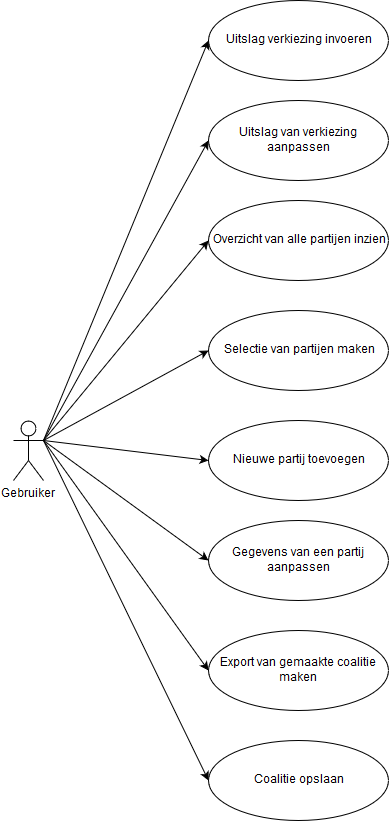 Uitslag verkiezing invoeren
Uitslag van verkiezing
aanpassen
Overzicht van alle partijen inzien
Selectie van partijen maken
Nieuwe partij toevoegen
Gebruiker
Gegevens van een partij
aanpassen
Export van gemaakte coalitie
maken
Coalitie opslaan